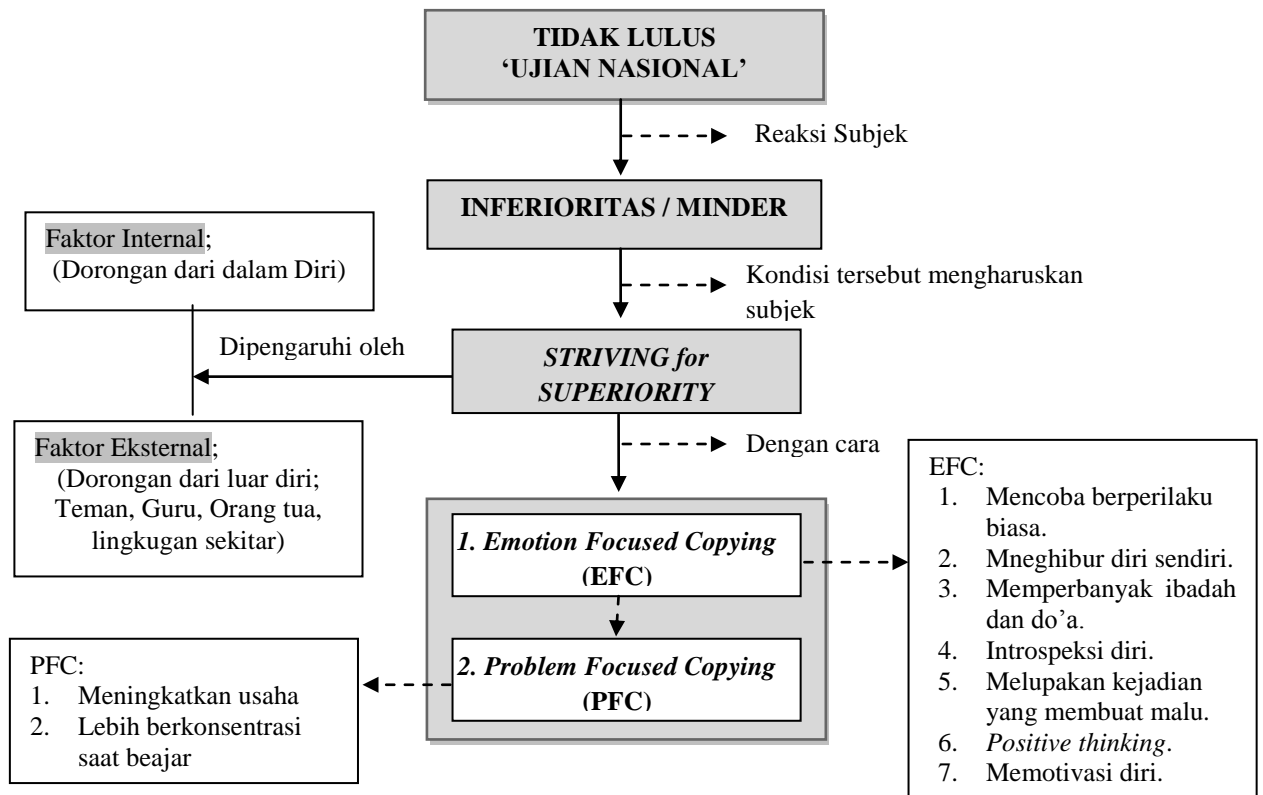 TIDAK LULUS
‘UJIAN NASIONAL’
Reaksi Subjek
INFERIORITAS / MINDER
Faktor Internal;
(Dorongan dari dalam Diri)
Kondisi tersebut mengharuskan
subjek
Dipengaruhi oleh
STRIVING for
SUPERIORITY
Faktor Eksternal;
(Dorongan dari luar diri;
Teman, Guru, Orang tua,
lingkugan sekitar)
Dengan cara
1. Emotion Focused Copying
(EFC)
2. Problem Focused Copying
(PFC)
EFC:
1. Mencoba berperilaku
biasa.
2. Mneghibur diri sendiri.
3. Memperbanyak ibadah
dan do’a.
4. Introspeksi diri.
5. Melupakan kejadian
yang membuat malu.
6. Positive thinking.
7. Memotivasi diri.
PFC:
1. Meningkatkan usaha
2. Lebih berkonsentrasi
saat beajar